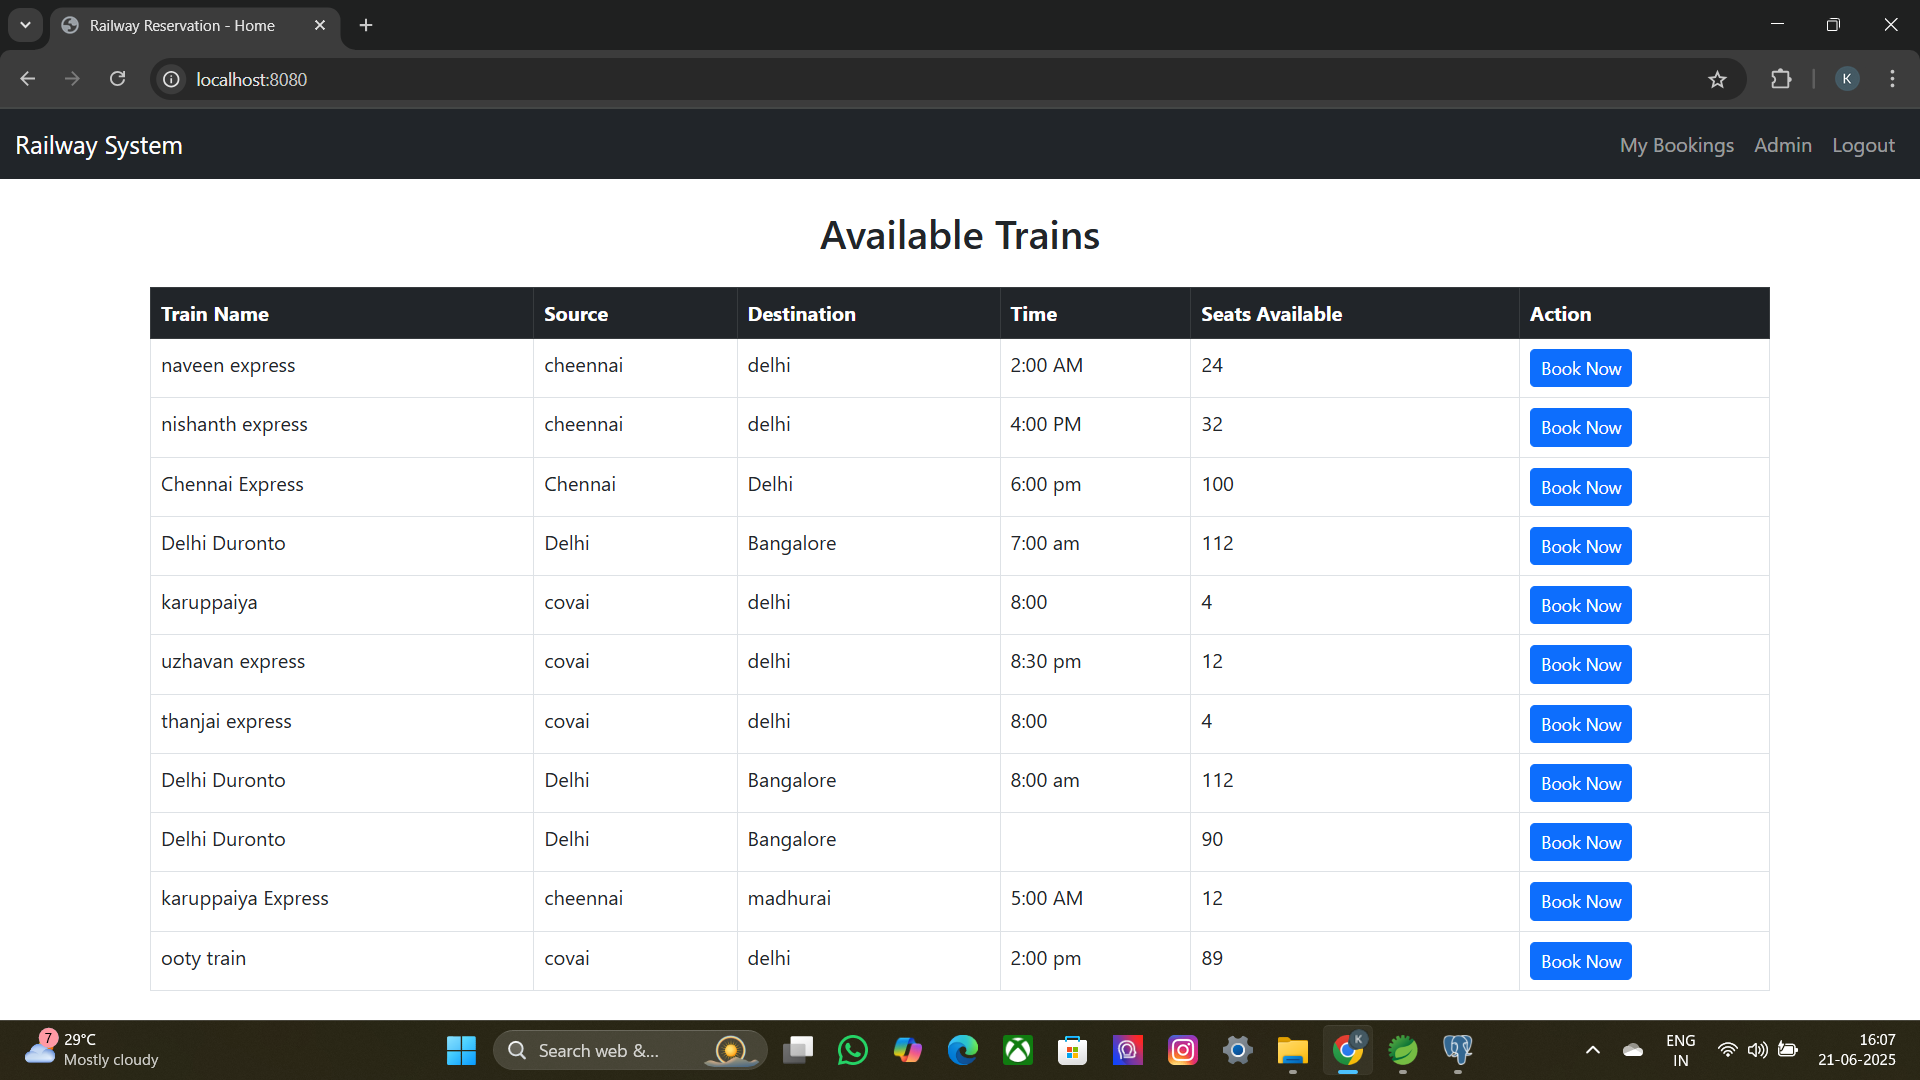 Railway Reservation - Home
localhost:8080
K
Railway System
My Bookings Admin Logout
Available Trains
Train Name Source Destination Time Seats Available Action
naveen express cheennai delhi 2:00 AM 24 Book Now
nishanth express cheennai delhi 4:00 PM 32 Book Now
Chennai Express Chennai Delhi 6:00 pm 100 Book Now
Delhi Duronto Delhi Bangalore 7:00 am 112 Book Now
karuppaiya covai delhi 8:00 4 Book Now
uzhavan express covai delhi 8:30 pm 12 Book Now
thanjai express covai delhi 8:00 4 Book Now
Delhi Duronto Delhi Bangalore 8:00 am 112 Book Now
Delhi Duronto Delhi Bangalore 90 Book Now
karuppaiya Express cheennai madhurai 5:00 AM 12 Book Now
ooty train covai delhi 2:00 pm 89 Book Now
7
29°C
Mostly cloudy
Search web &...
K
ENG
IN
16:07
21-06-2025